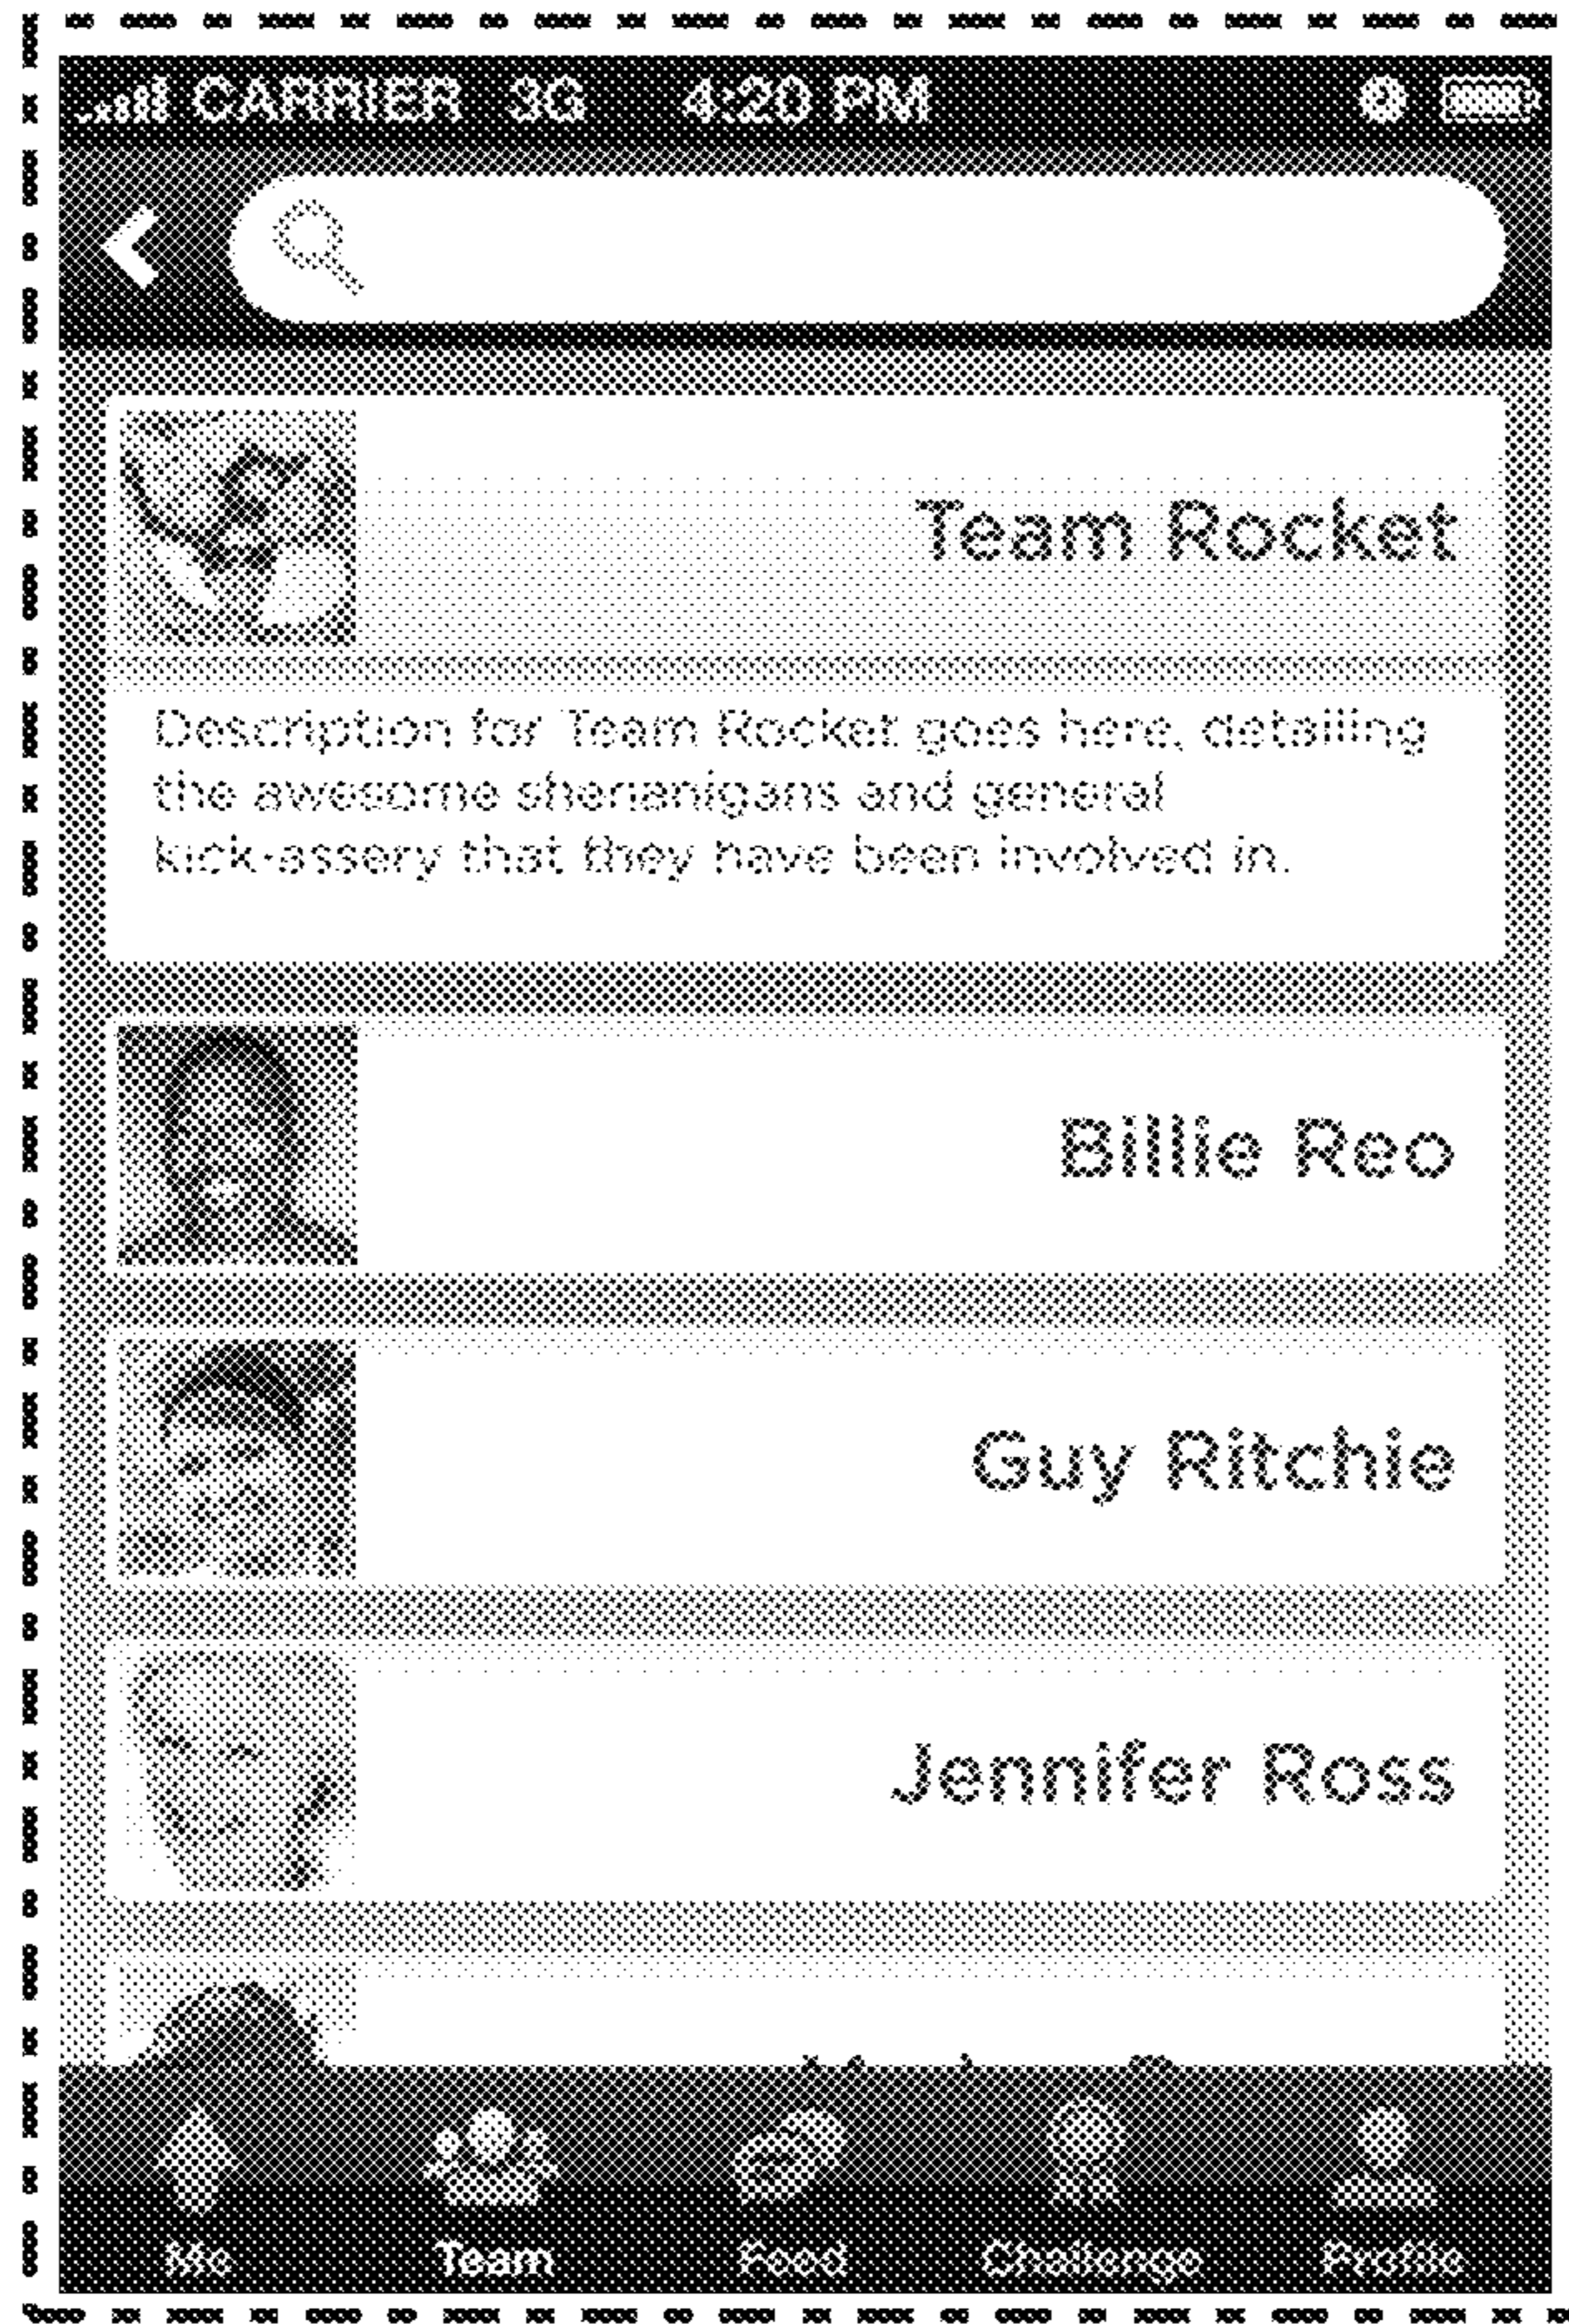 CARRIER 3G 4:20 PM
Team Rocket
Description for Team Rocket goes here, detailing
the awesome shenanigans and general
kick-assery that they have been involved in.
Billie Reo
Guy Ritchie
Jennifer Ross
Me Team Food Challenge Profile